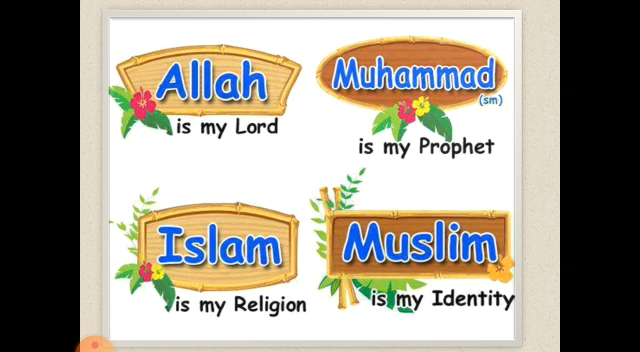 Allah
is my Lord
Muhammad
(sm)
is my Prophet
Islam
is my Religion
Muslim
is my Identity